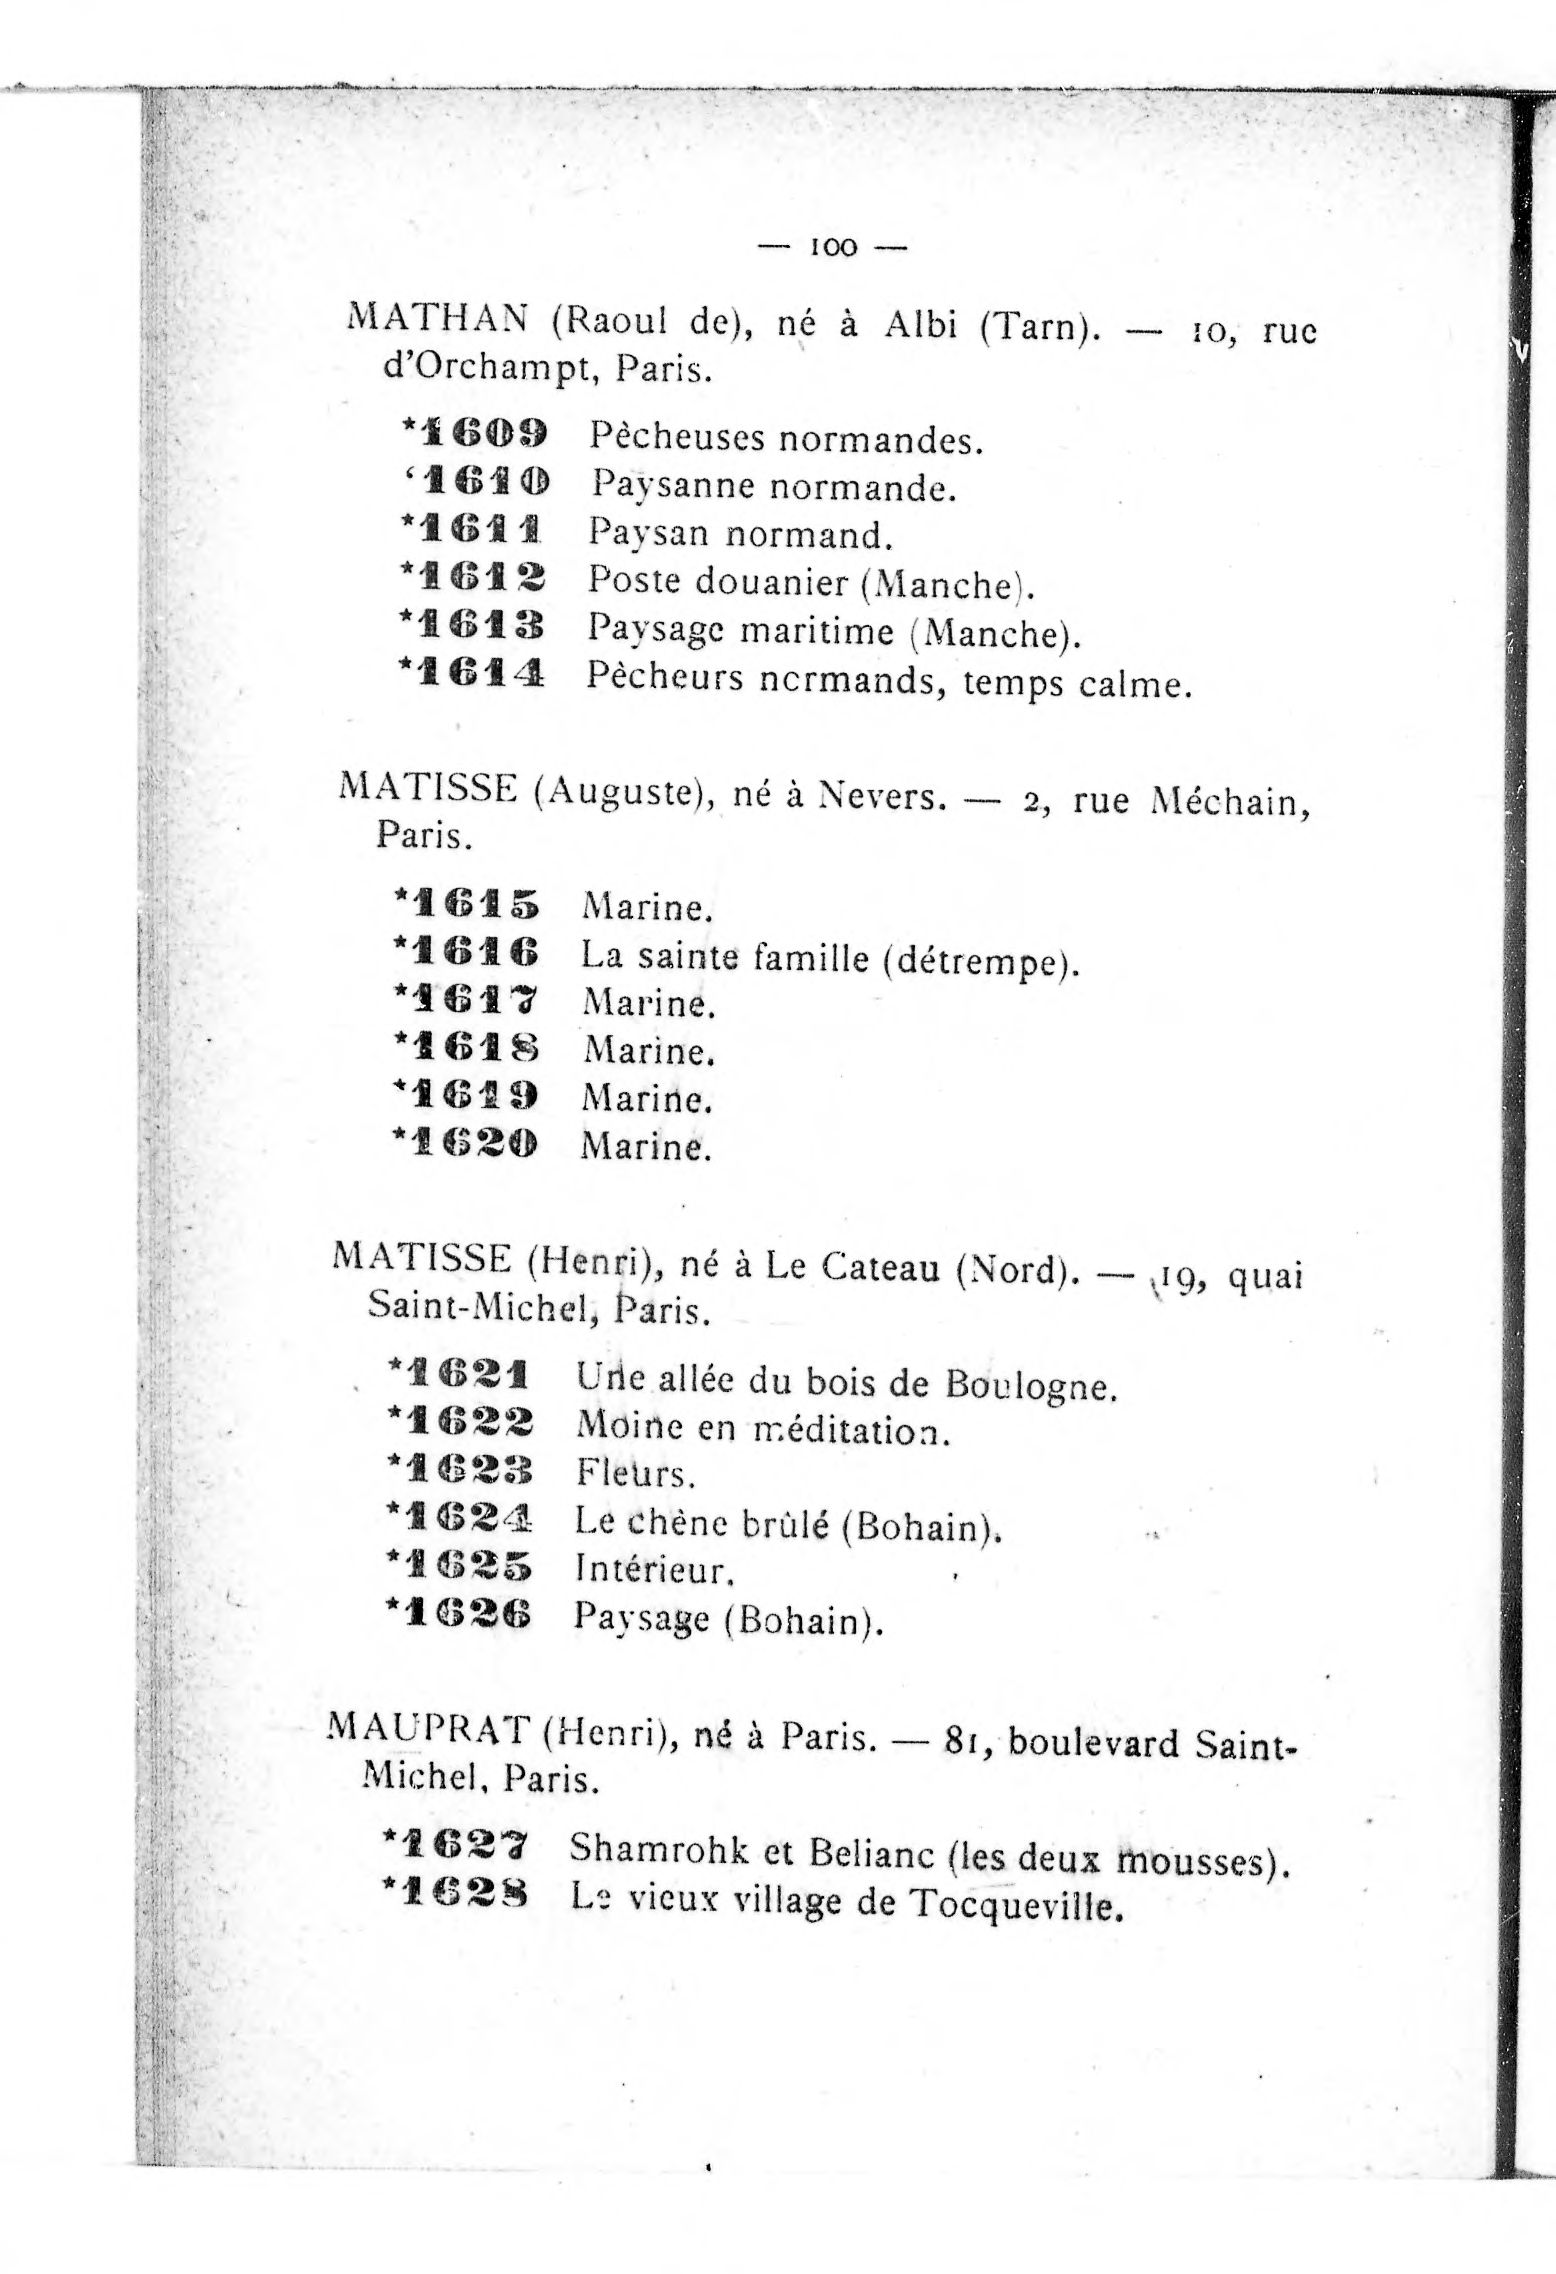 — 100 —
MATHAN (Raoul de), né à Albi (Tarn). — 10, rue
d'Orchampt, Paris.
*1609 Pêcheuses normandes.
*1610 Paysanne normande.
*1611 Paysan normand.
*1612 Poste douanier (Manche).
*1613 Paysage maritime (Manche).
*1614 Pêcheurs normands, temps calme.
MATISSE (Auguste), né à Nevers. — 2, rue Méchain,
Paris.
*1615 Marine.
*1616 La sainte famille (détrempe).
*1617 Marine.
*1618 Marine.
*1619 Marine.
*1620 Marine.
MATISSE (Henri), né à Le Cateau (Nord). — 19, quai
Saint-Michel, Paris.
*1621 Une allée du bois de Boulogne.
*1622 Moine en méditation.
*1623 Fleurs.
*1624 Le chêne brûlé (Bohain).
*1625 Intérieur.
*1626 Paysage (Bohain).
MAUPRAT (Henri), né à Paris. — 81, boulevard Saint-
Michel, Paris.
*1627 Shamrohk et Belianc (les deux mousses).
*1628 Le vieux village de Tocqueville.